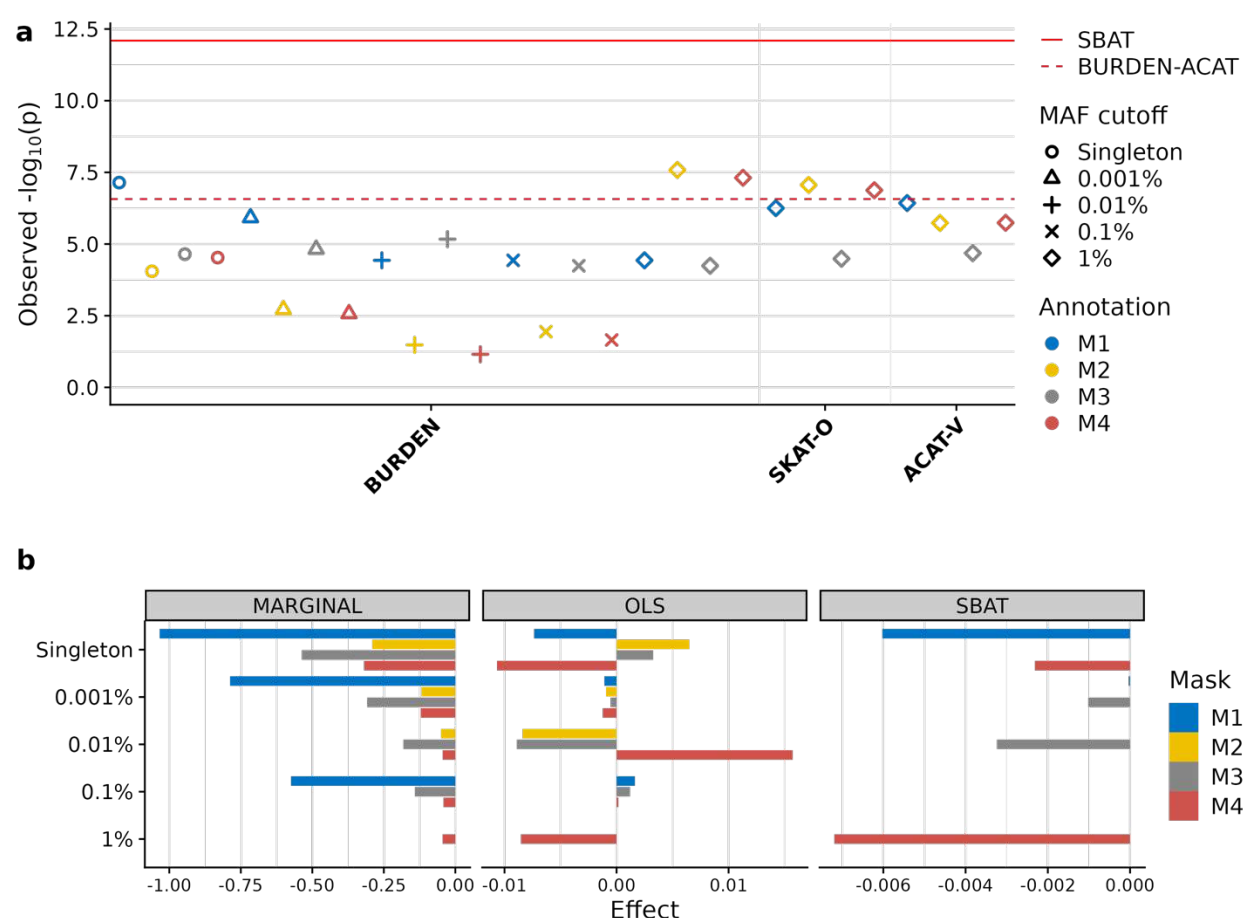 a
12.5
10.0
7.5
5.0
2.5
0.0
Observed -log10(p)
BURDEN
SKAT-O
ACAT-V
SBAT
BURDEN-ACAT
MAF cutoff
Singleton
0.001%
0.01%
0.1%
1%
Annotation
M1
M2
M3
M4
b
MARGINAL
OLS
SBAT
Singleton
0.001%
0.01%
0.1%
1%
-1.00 -0.75 -0.50 -0.25 0.00
-0.01 0.00 0.01
-0.006 -0.004 -0.002 0.000
Effect
Mask
M1
M2
M3
M4